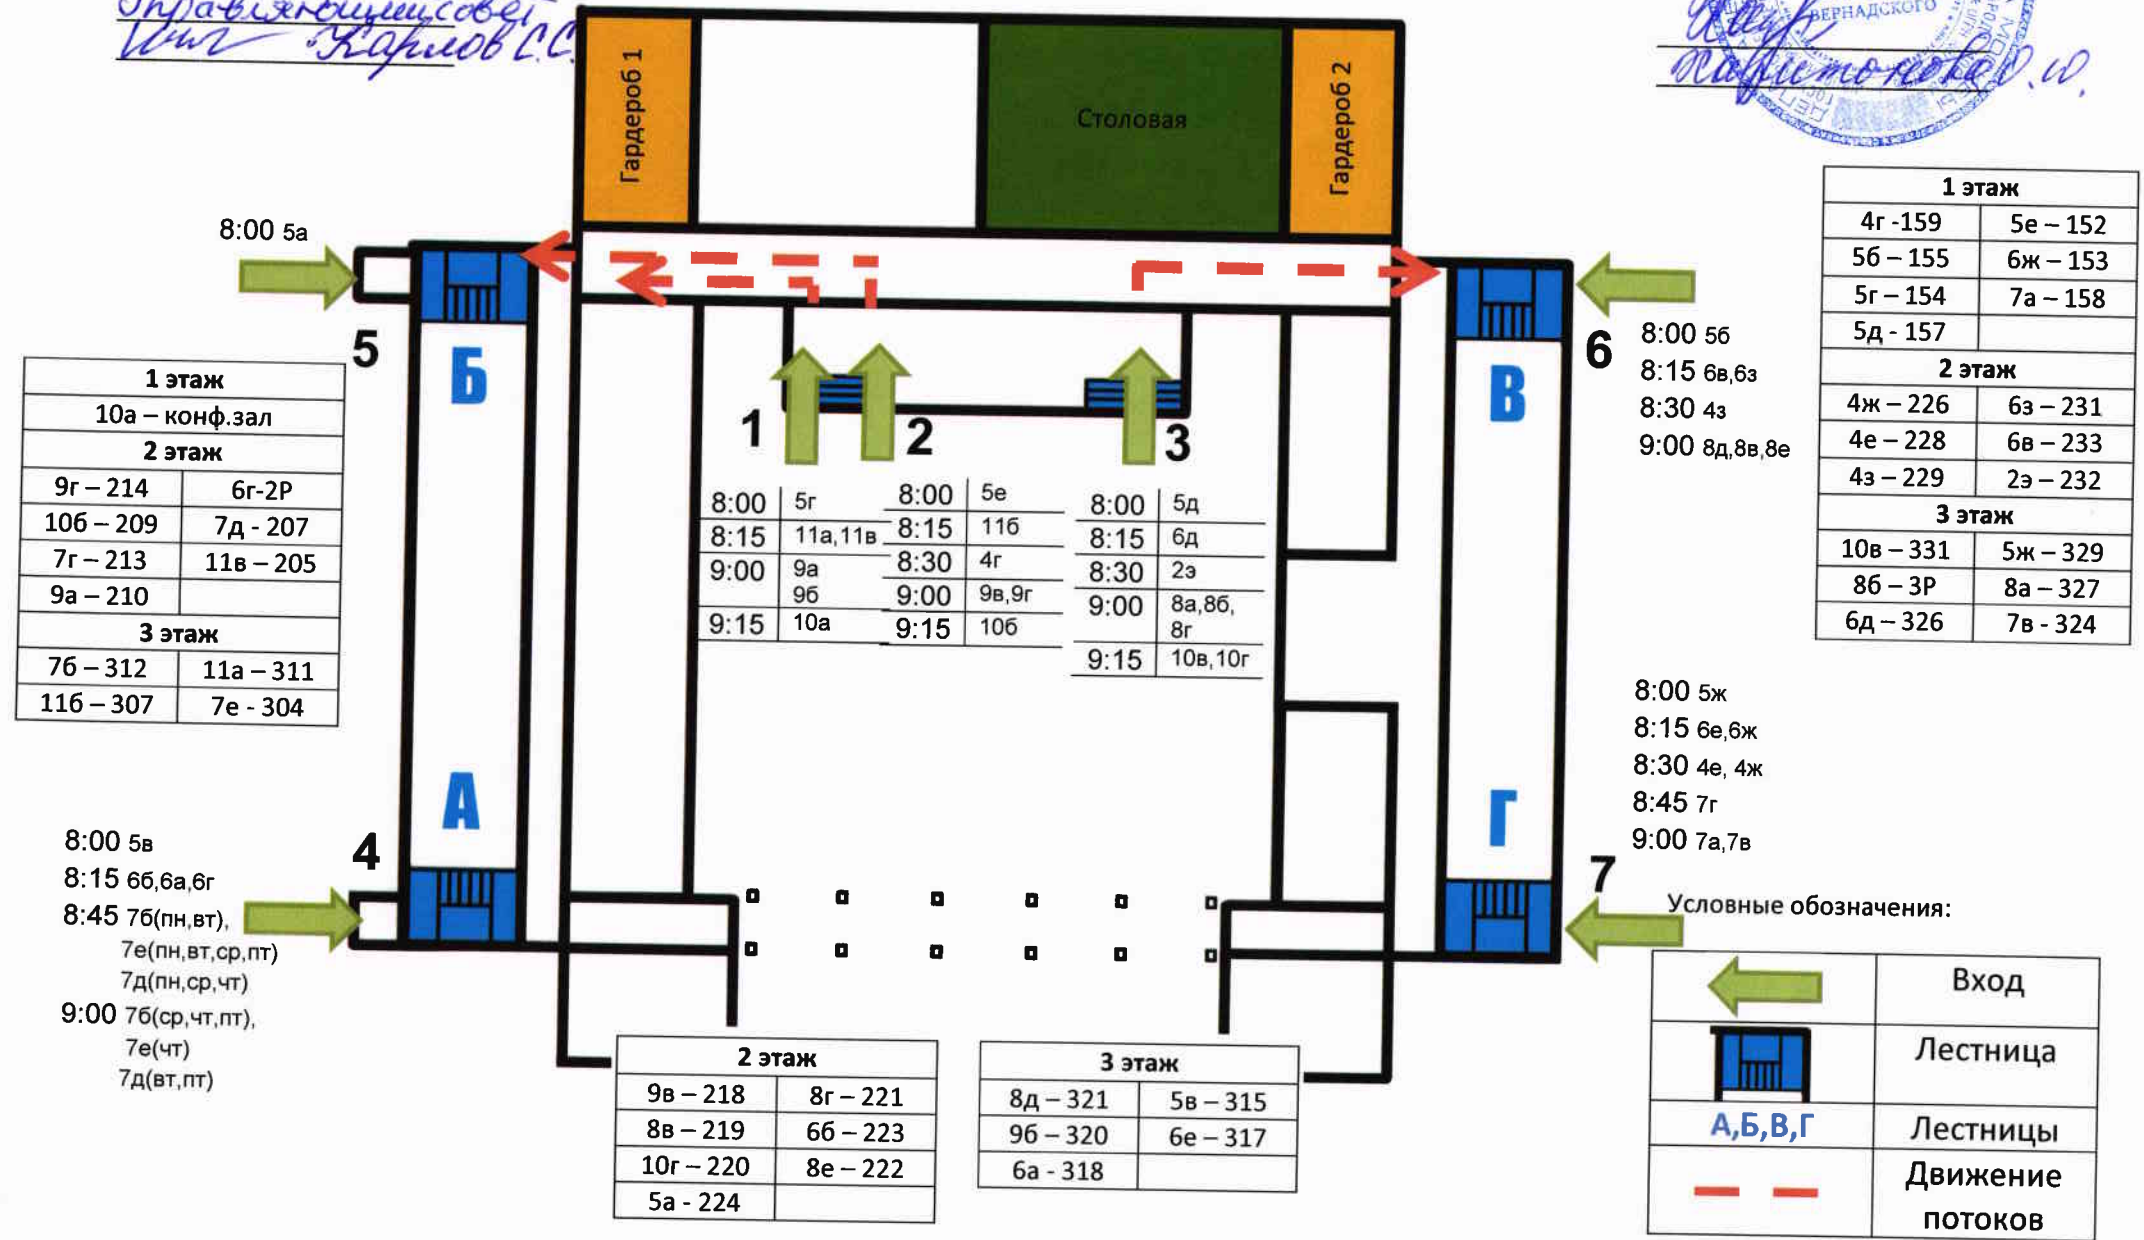 Управляющий совет
Карлов С.С.
ВЕРНАДСКОГО
Харитонова
Гардероб 1
Столовая
Гардероб 2
8:00 5а
5
Б
А
4
1 этаж
10а – конф.зал
2 этаж
9г – 214 6г-2Р
10б – 209 7д - 207
7г – 213 11в – 205
9а – 210
3 этаж
7б – 312 11а – 311
11б – 307 7е - 304
8:00 5в
8:15 6б,6а,6г
8:45 7б(пн,вт),
7е(пн,вт,ср,пт)
7д(пн,ср,чт)
9:00 7б(ср,чт,пт),
7е(чт)
7д(вт,пт)
1
2
3
8:00 5г
8:15 11а,11в
9:00 9а
9б
9:15 10а
8:00 5е
8:15 11б
8:30 4г
9:00 9в,9г
9:15 10б
8:00 5д
8:15 6д
8:30 2э
9:00 8а,8б,
8г
9:15 10в,10г
2 этаж
9в – 218 8г – 221
8в – 219 6б – 223
10г – 220 8е – 222
5а - 224
3 этаж
8д – 321 5в – 315
9б – 320 6е – 317
6а - 318
В
Г
6
8:00 5б
8:15 6в,6з
8:30 4з
9:00 8д,8в,8е
1 этаж
4г -159 5е – 152
5б - 155 6ж – 153
5г - 154 7а – 158
5д - 157
2 этаж
4ж – 226 6з – 231
4е – 228 6в – 233
4з – 229 2э – 232
3 этаж
10в – 331 5ж – 329
8б – 3Р 8а – 327
6д – 326 7в - 324
8:00 5ж
8:15 6е,6ж
8:30 4е, 4ж
8:45 7г
9:00 7а,7в
7
Условные обозначения:
Вход
Лестница
А,Б,В,Г Лестницы
Движение
потоков